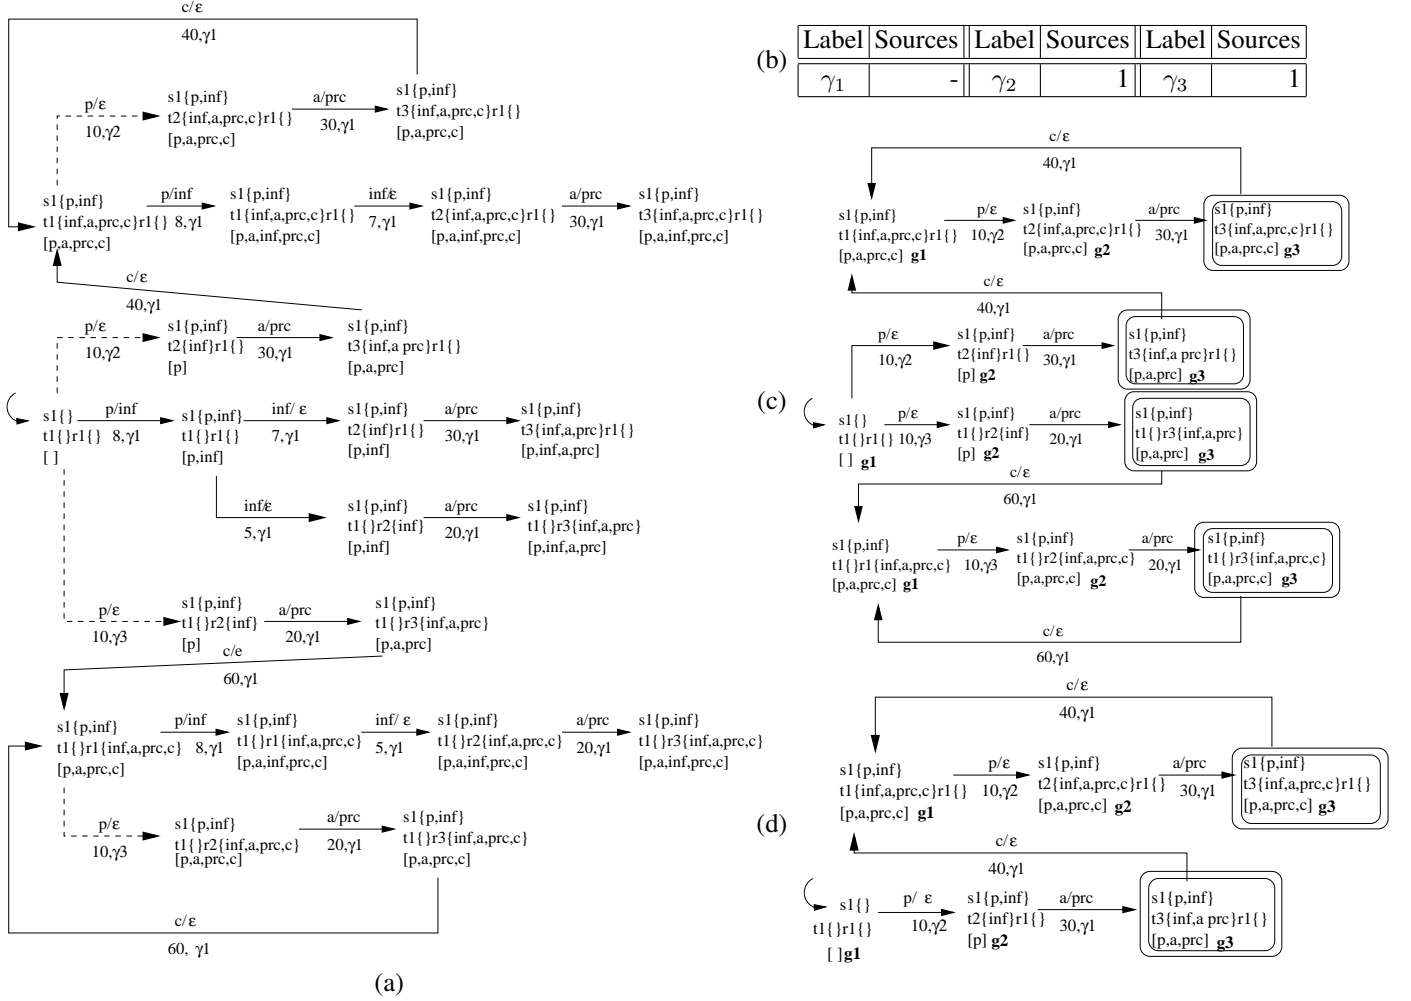 c/ε
40,γ1
p/ε
10,γ2
s1{p,inf}
t2{inf,a,prc,c}r1{}
[p,a,prc,c]
a/prc
30,γ1
s1{p,inf}
t3{inf,a,prc,c}r1{}
[p,a,prc,c]
s1{p,inf}
t1{inf,a,prc,c}r1{}
[p,a,prc,c]
p/inf
8,γ1
s1{p,inf}
t1{inf,a,prc,c}r1{}
[p,a,inf,prc,c]
inf/ε
7,γ1
s1{p,inf}
t2{inf,a,prc,c}r1{}
[p,a,inf,prc,c]
a/prc
30,γ1
s1{p,inf}
t3{inf,a,prc,c}r1{}
[p,a,inf,prc,c]
c/ε
40,γ1
p/ε
10,γ2
s1{p,inf}
t2{inf}r1{}
[p]
a/prc
30,γ1
s1{p,inf}
t3{inf,a prc}r1{}
[p,a,prc]
s1{}
t1{}r1{}
[ ]
p/inf
8,γ1
s1{p,inf}
t1{}r1{}
[p,inf]
inf/ ε
7,γ1
s1{p,inf}
t2{inf}r1{}
[p,inf]
a/prc
30,γ1
s1{p,inf}
t3{inf,a,prc}r1{}
[p,inf,a,prc]
inf/ε
5,γ1
s1{p,inf}
t1{}r2{inf}
[p,inf]
a/prc
20,γ1
s1{p,inf}
t1{}r3{inf,a,prc}
[p,inf,a,prc]
p/ε
10,γ3
s1{p,inf}
t1{}r2{inf}
[p]
a/prc
20,γ1
s1{p,inf}
t1{}r3{inf,a,prc}
[p,a,prc]
c/e
60,γ1
s1{p,inf}
t1{}r1{inf,a,prc,c}
[p,a,prc,c]
p/inf
8,γ1
s1{p,inf}
t1{}r1{inf,a,prc,c}
[p,a,inf,prc,c]
inf/ ε
5,γ1
s1{p,inf}
t1{}r2{inf,a,prc,c}
[p,a,inf,prc,c]
a/prc
20,γ1
s1{p,inf}
t1{}r3{inf,a,prc,c}
[p,a,inf,prc,c]
p/ε
10,γ3
s1{p,inf}
t1{}r2{inf,a,prc,c}
[p,a,prc,c]
a/prc
20,γ1
s1{p,inf}
t1{}r3{inf,a,prc,c}
[p,a,prc,c]
c/ε
60, γ1
(a)
(b)
Label Sources Label Sources Label Sources
γ1 - γ2 1 γ3 1
c/ε
40,γ1
s1{p,inf}
t1{inf,a,prc,c}r1{}
[p,a,prc,c] g1
p/ε
10,γ2
s1{p,inf}
t2{inf,a,prc,c}r1{}
[p,a,prc,c] g2
a/prc
30,γ1
s1{p,inf}
t3{inf,a,prc,c}r1{}
[p,a,prc,c] g3
c/ε
40,γ1
p/ε
10,γ2
s1{p,inf}
t2{inf}r1{}
[p] g2
a/prc
30,γ1
s1{p,inf}
t3{inf,a prc}r1{}
[p,a,prc] g3
(c)
s1{}
t1{}r1{}
[ ] g1
p/ε
10,γ3
s1{p,inf}
t1{}r2{inf}
[p] g2
a/prc
20,γ1
s1{p,inf}
t1{}r3{inf,a,prc}
[p,a,prc] g3
c/ε
60,γ1
s1{p,inf}
t1{}r1{inf,a,prc,c}
[p,a,prc,c] g1
p/ε
10,γ3
s1{p,inf}
t1{}r2{inf,a,prc,c}
[p,a,prc,c] g2
a/prc
20,γ1
s1{p,inf}
t1{}r3{inf,a,prc,c}
[p,a,prc,c] g3
c/ε
60,γ1
c/ε
40,γ1
s1{p,inf}
t1{inf,a,prc,c}r1{}
[p,a,prc,c] g1
p/ε
10,γ2
s1{p,inf}
t2{inf,a,prc,c}r1{}
[p,a,prc,c] g2
a/prc
30,γ1
s1{p,inf}
t3{inf,a,prc,c}r1{}
[p,a,prc,c] g3
(d)
c/ε
40,γ1
s1{}
t1{}r1{}
[ ]g1
p/ ε
10,γ2
s1{p,inf}
t2{inf}r1{}
[p] g2
a/prc
30,γ1
s1{p,inf}
t3{inf,a prc}r1{}
[p,a,prc] g3